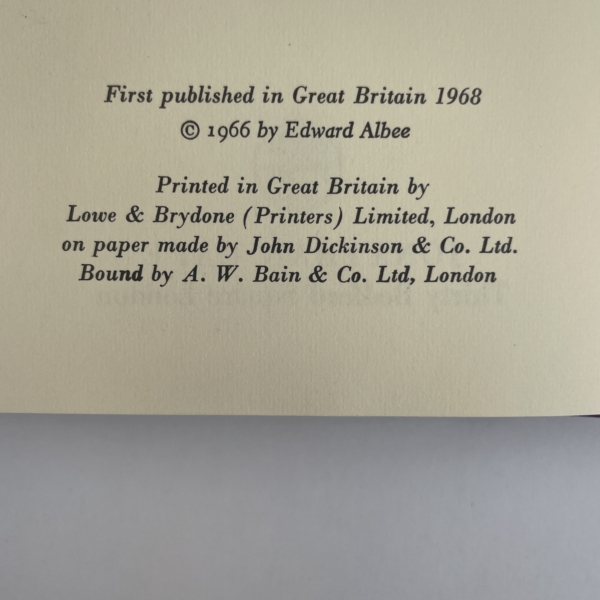 First published in Great Britain 1968
© 1966 by Edward Albee
Printed in Great Britain by
Lowe & Brydone (Printers) Limited, London
on paper made by John Dickinson & Co. Ltd.
Bound by A. W. Bain & Co. Ltd, London